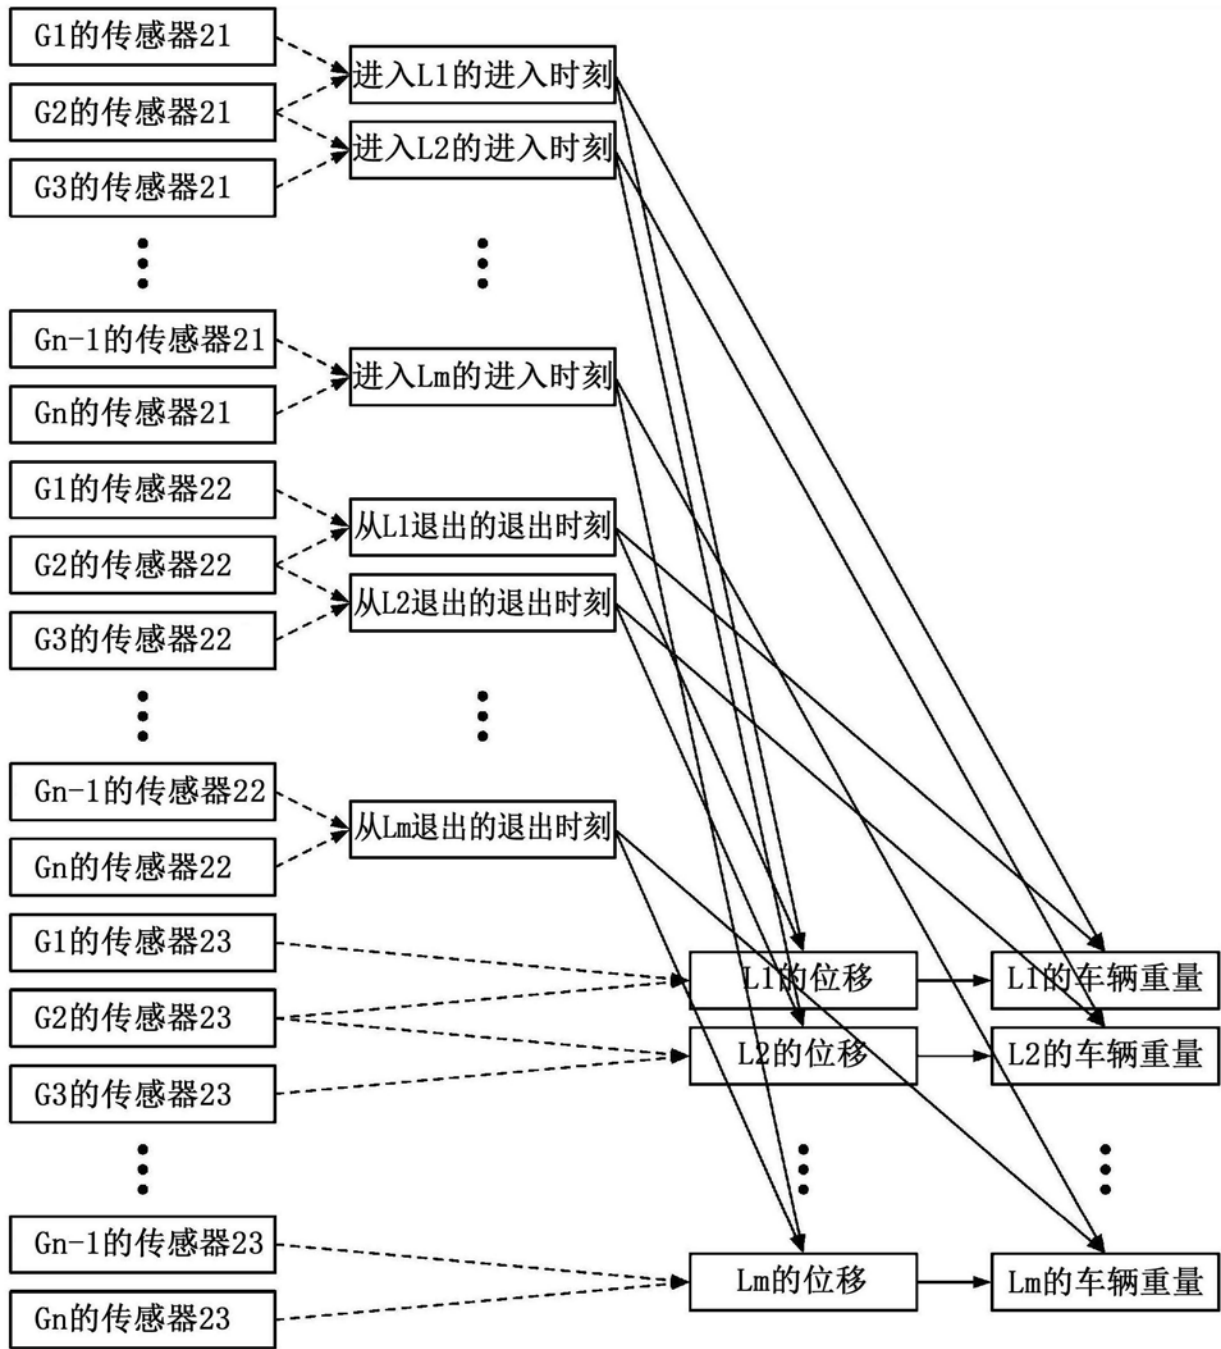 G1的传感器21
进入L1的进入时刻
G2的传感器21
进入L2的进入时刻
G3的传感器21
Gn-1的传感器21
进入Lm的进入时刻
Gn的传感器21
G1的传感器22
从L1退出的退出时刻
G2的传感器22
从L2退出的退出时刻
G3的传感器22
Gn-1的传感器22
从Lm退出的退出时刻
Gn的传感器22
G1的传感器23
L1的位移
L1的车辆重量
G2的传感器23
L2的位移
L2的车辆重量
G3的传感器23
Gn-1的传感器23
Lm的位移
Lm的车辆重量
Gn的传感器23